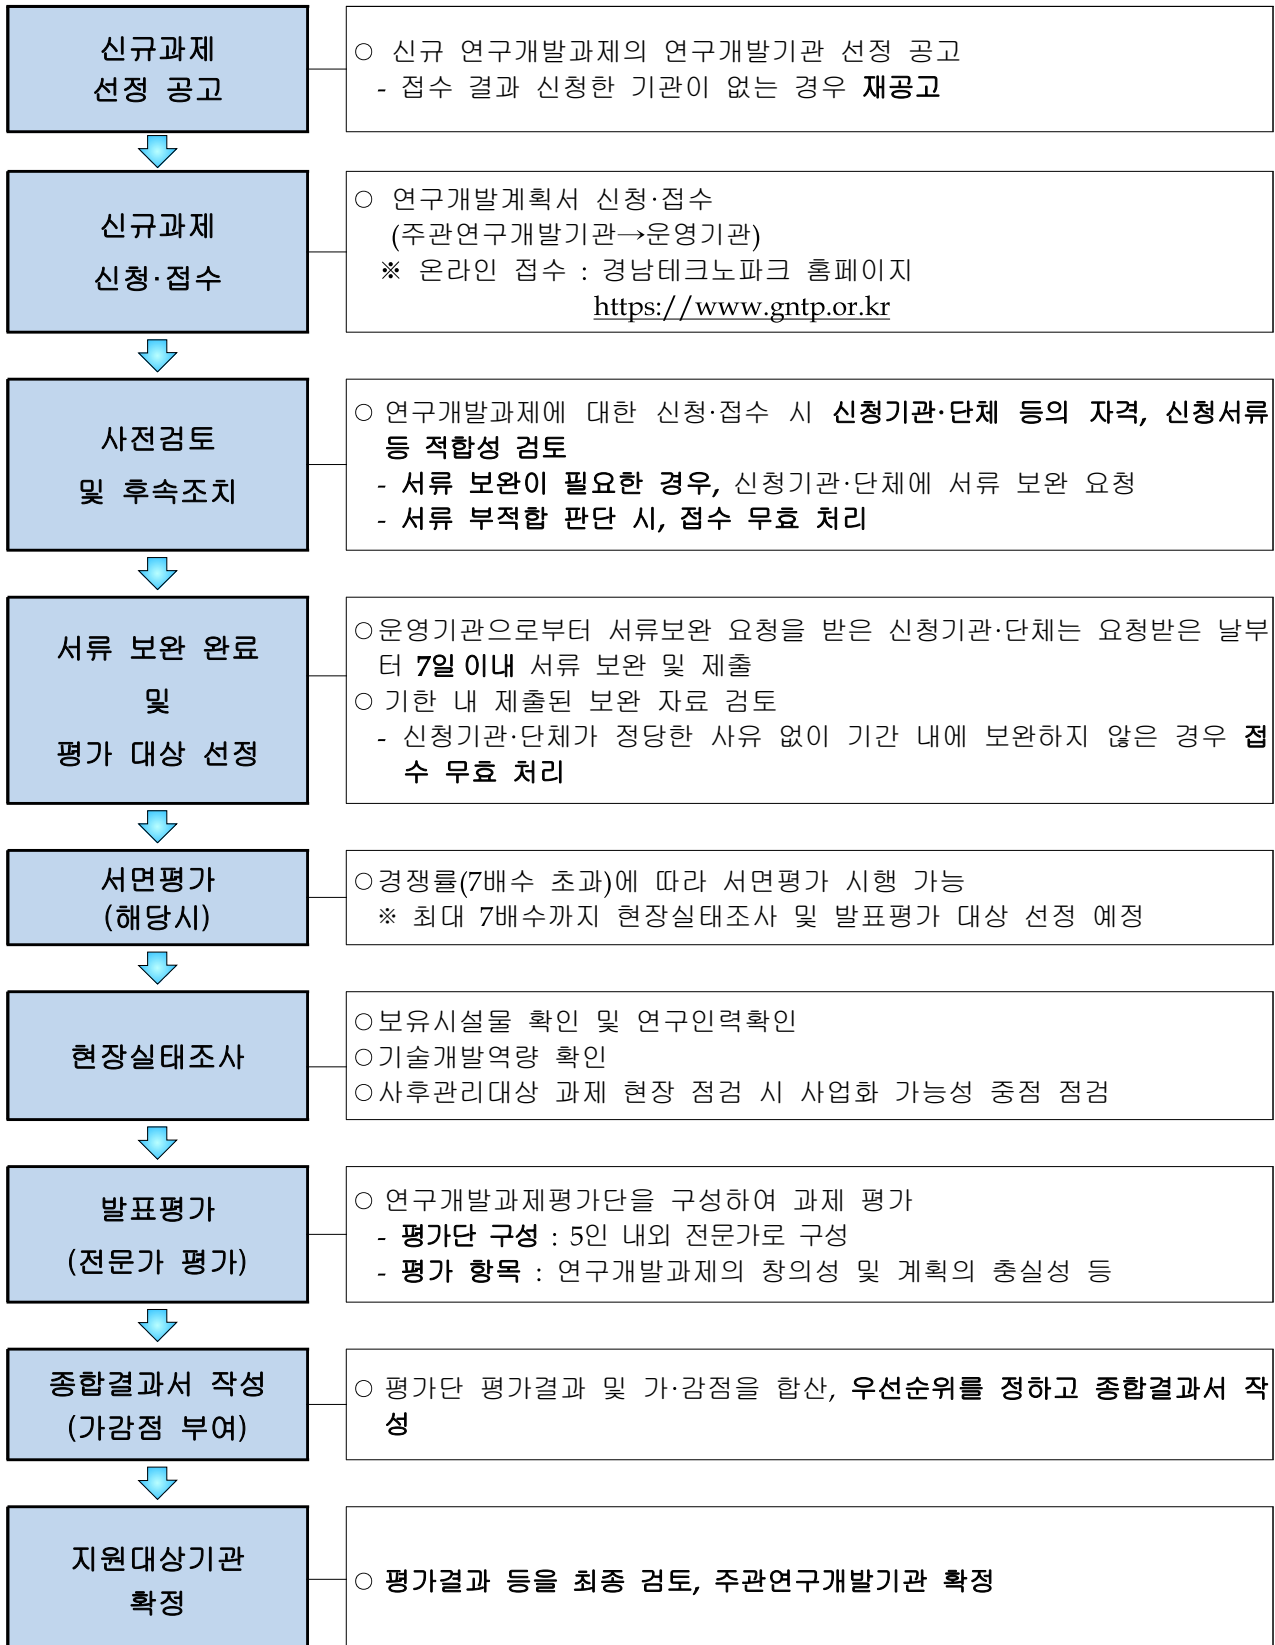 신규과제
선정 공고
○ 신규 연구개발과제의 연구개발기관 선정 공고
- 접수 결과 신청한 기관이 없는 경우 재공고
신규과제
신청·접수
○ 연구개발계획서 신청·접수
(주관연구개발기관→운영기관)
※ 온라인 접수 : 경남테크노파크 홈페이지
https://www.gntp.or.kr
사전검토
및 후속조치
○ 연구개발과제에 대한 신청·접수 시 신청기관·단체 등의 자격, 신청서류
등 적합성 검토
- 서류 보완이 필요한 경우, 신청기관·단체에 서류 보완 요청
- 서류 부적합 판단 시, 접수 무효 처리
서류 보완 완료
및
평가 대상 선정
○운영기관으로부터 서류보완 요청을 받은 신청기관·단체는 요청받은 날부
터 7일 이내 서류 보완 및 제출
○ 기한 내 제출된 보완 자료 검토
- 신청기관·단체가 정당한 사유 없이 기간 내에 보완하지 않은 경우 접
수 무효 처리
서면평가
(해당시)
○경쟁률(7배수 초과)에 따라 서면평가 시행 가능
※ 최대 7배수까지 현장실태조사 및 발표평가 대상 선정 예정
현장실태조사
○보유시설물 확인 및 연구인력확인
○기술개발역량 확인
○사후관리대상 과제 현장 점검 시 사업화 가능성 중점 점검
발표평가
(전문가 평가)
○ 연구개발과제평가단을 구성하여 과제 평가
- 평가단 구성 : 5인 내외 전문가로 구성
- 평가 항목 : 연구개발과제의 창의성 및 계획의 충실성 등
종합결과서 작성
(가감점 부여)
○ 평가단 평가결과 및 가·감점을 합산, 우선순위를 정하고 종합결과서 작
성
지원대상기관
확정
○ 평가결과 등을 최종 검토, 주관연구개발기관 확정